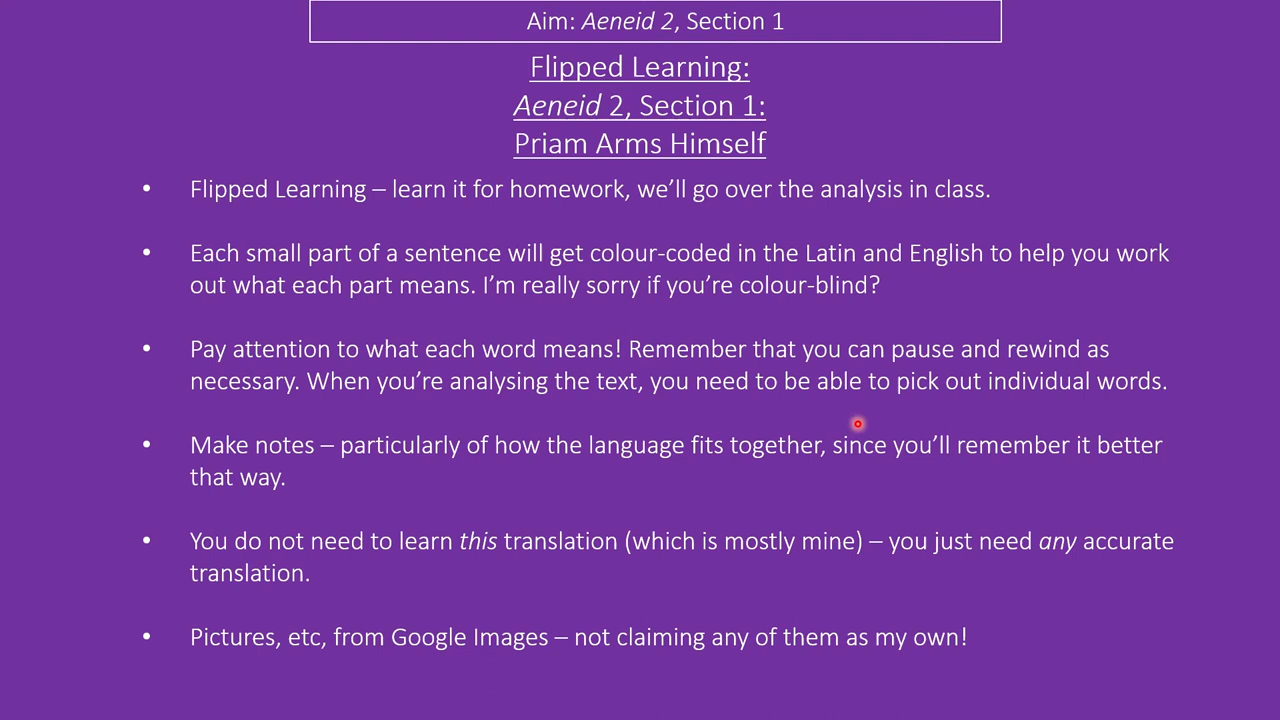 Aim: Aeneid 2, Section 1
Flipped Learning:
Aeneid 2, Section 1:
Priam Arms Himself
• Flipped Learning – learn it for homework, we’ll go over the analysis in class.
• Each small part of a sentence will get colour-coded in the Latin and English to help you work
out what each part means. I’m really sorry if you’re colour-blind?
• Pay attention to what each word means! Remember that you can pause and rewind as
necessary. When you’re analysing the text, you need to be able to pick out individual words.
• Make notes – particularly of how the language fits together, since you’ll remember it better
that way.
• You do not need to learn this translation (which is mostly mine) – you just need any accurate
translation.
• Pictures, etc, from Google Images – not claiming any of them as my own!